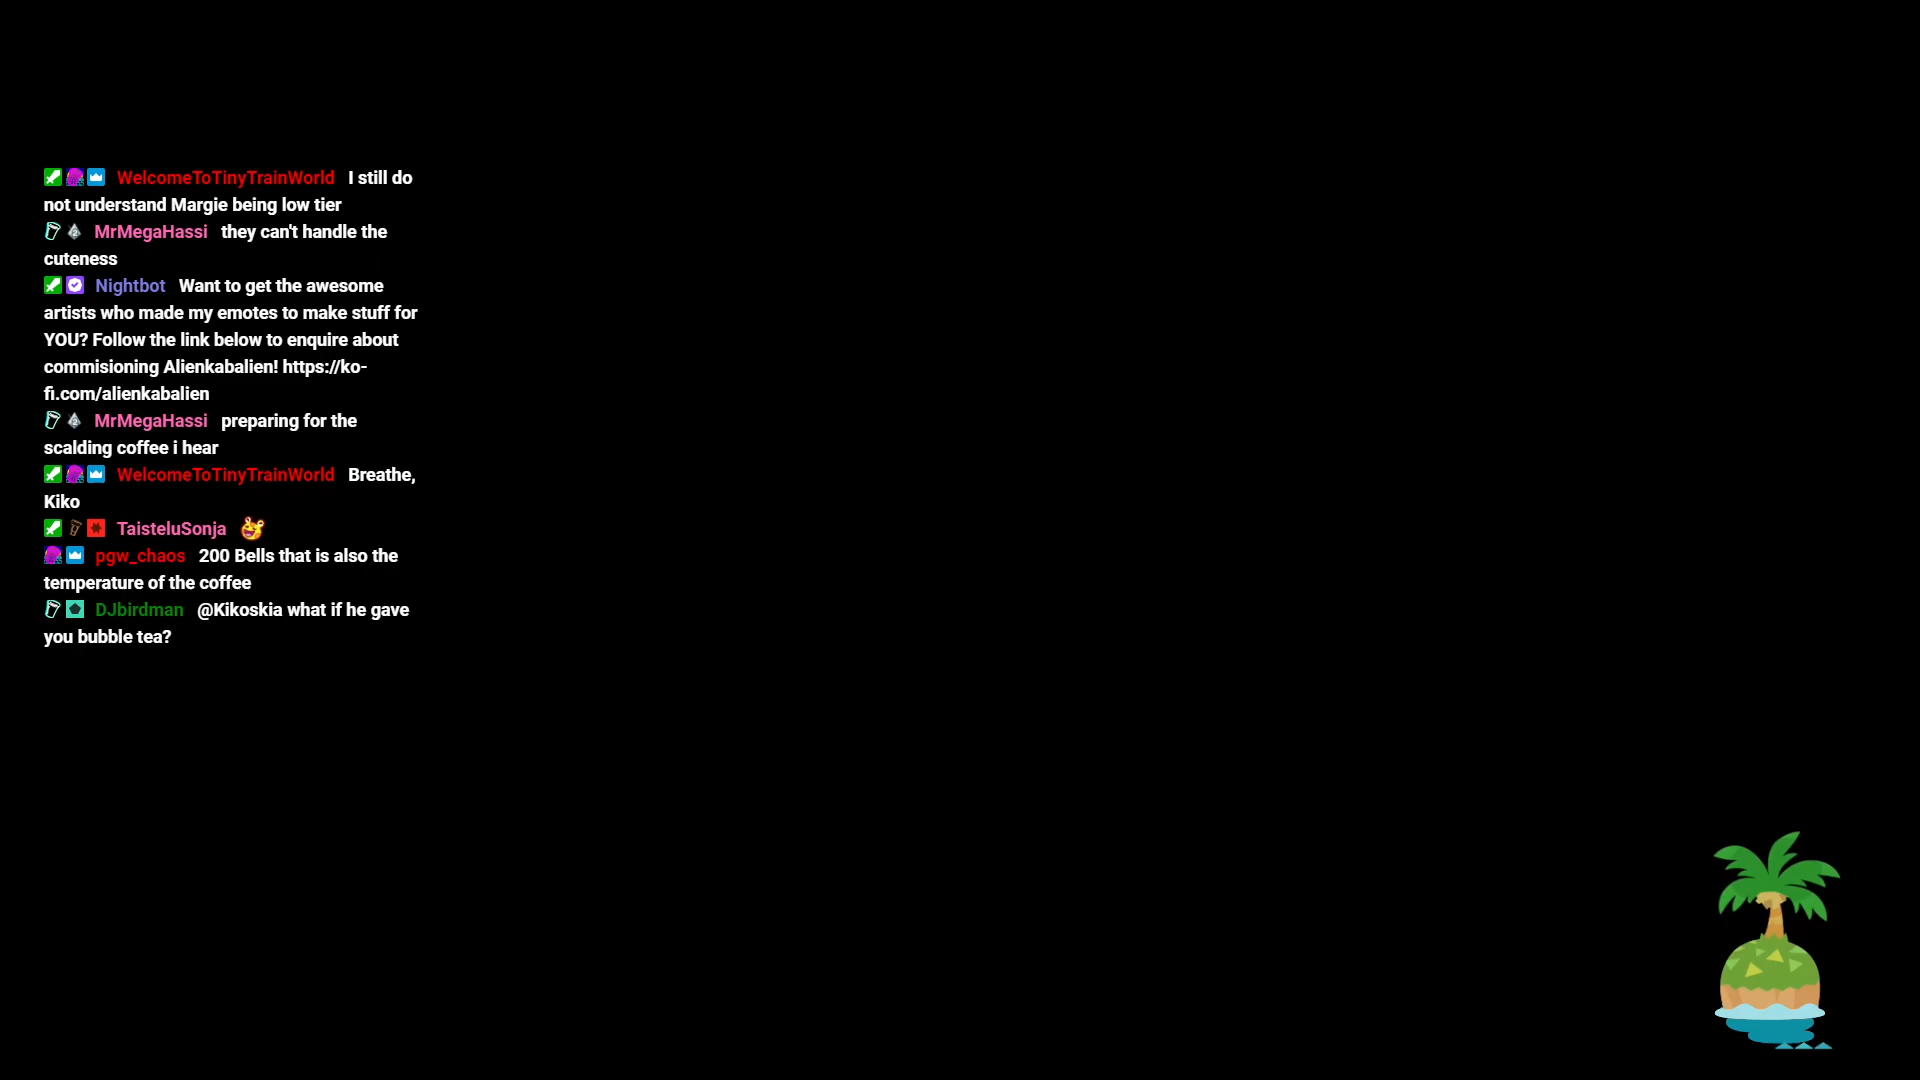 WelcomeToTinyTrainWorld I still do
not understand Margie being low tier
MrMegaHassi they can't handle the
cuteness
Nightbot Want to get the awesome
artists who made my emotes to make stuff for
YOU? Follow the link below to enquire about
commisioning Alienkabalien! https://ko-
fi.com/alienkabalien
MrMegaHassi preparing for the
scalding coffee i hear
WelcomeToTinyTrainWorld Breathe,
Kiko
TaisteluSonja
pgw_chaos 200 Bells that is also the
temperature of the coffee
DJbirdman @Kikoskia what if he gave
you bubble tea?